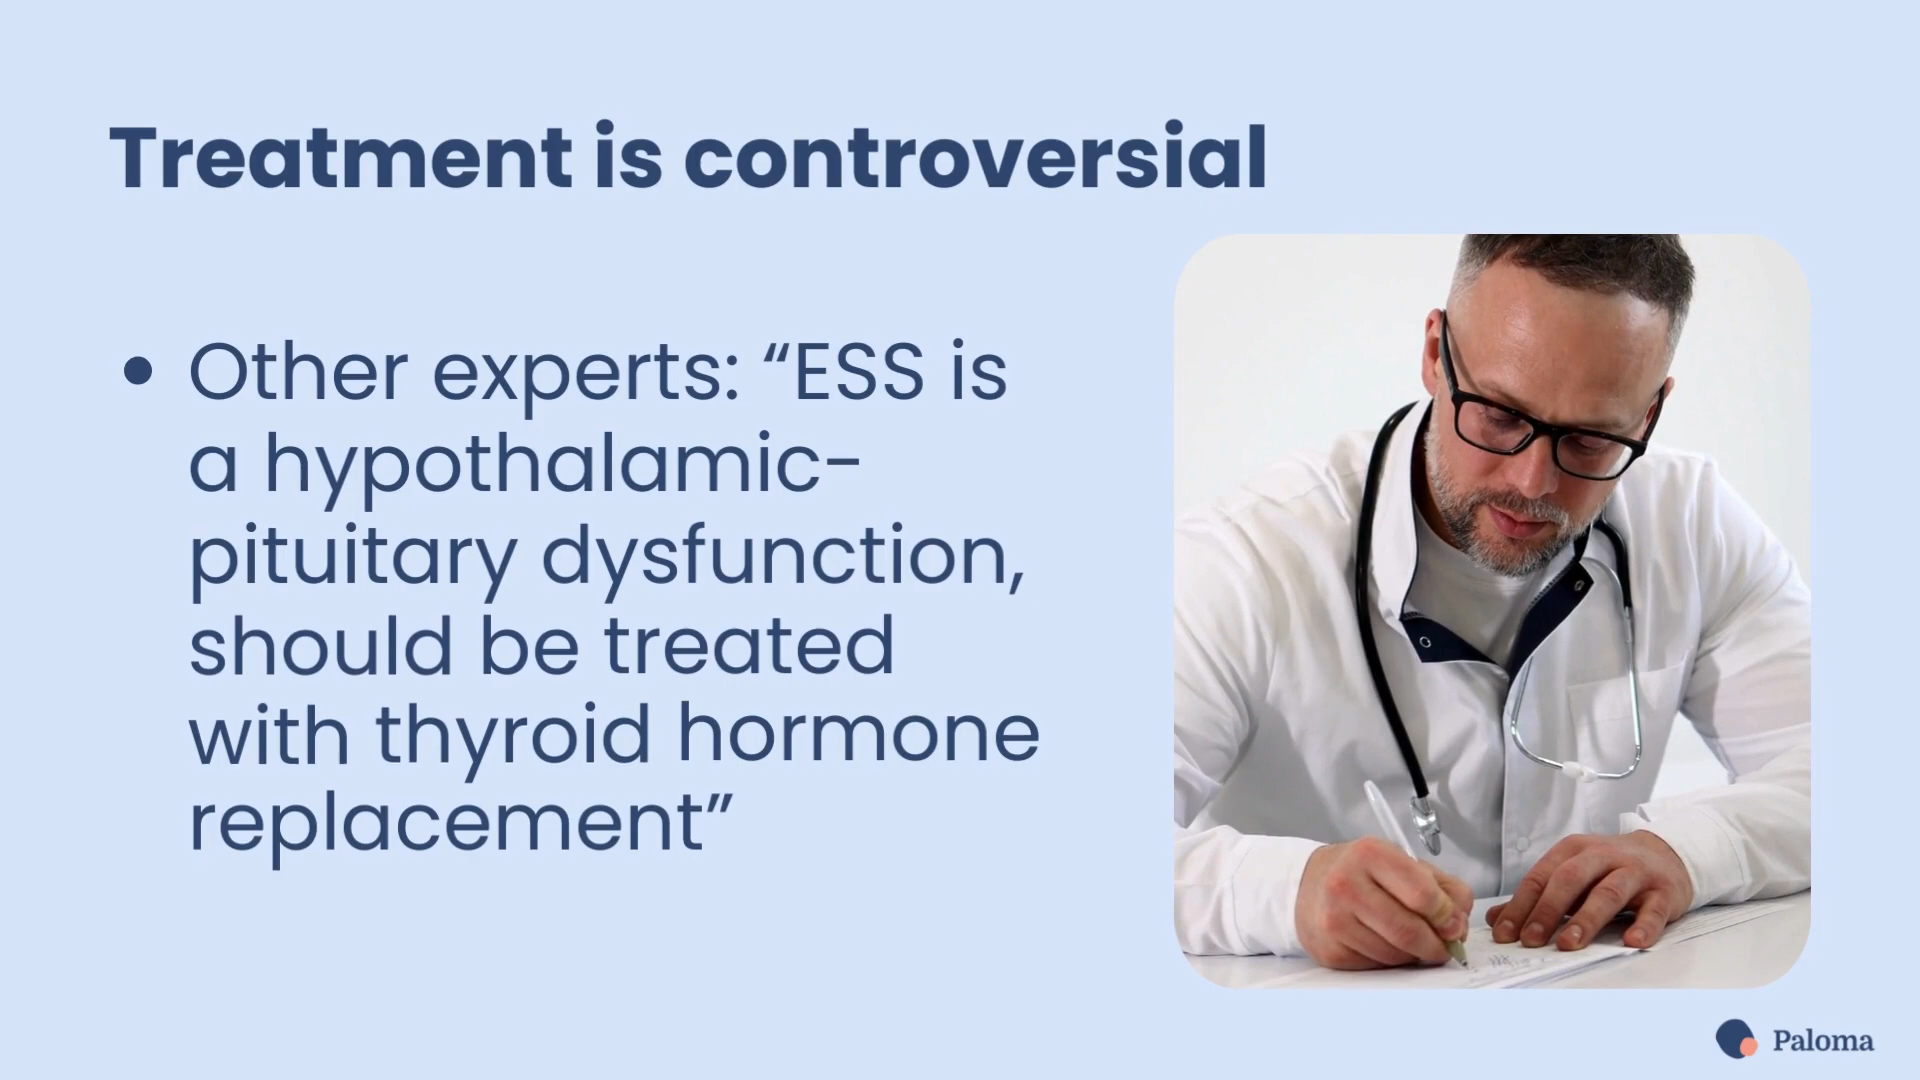 Treatment is controversial
• Other experts: “ESS is
a hypothalamic-
pituitary dysfunction,
should be treated
with thyroid hormone
replacement”
Paloma